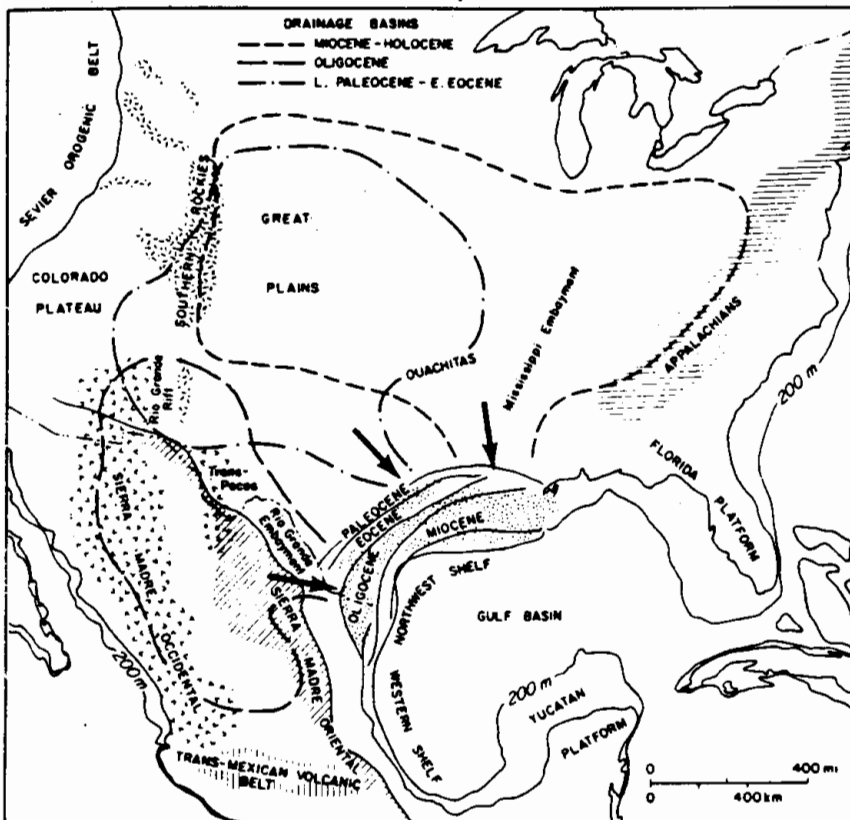 DRAINAGE BASINS
MIOCENE - HOLOCENE
OLIGOCENE
L. PALEOCENE - E. EOCENE
SEVIER OROGENIC BELT
SOUTHERN ROCKIES
GREAT
PLAINS
COLORADO
PLATEAU
OUACHITAS
Mississippi Embayment
APPALACHIANS
200 m
Rio Grande
Rift
Trans-
Pecos
Rio Grande
Embayment
PALEOCENE
EOCENE
OLIGOCENE
MIOCENE
FLORIDA
PLATFORM
NORTHWEST SHELF
GULF BASIN
SIERRA MADRE OCCIDENTAL
SIERRA MADRE ORIENTAL
WESTERN SHELF
200 m
200 m
YUCATAN
PLATFORM
TRANS-MEXICAN VOLCANIC
BELT
0 400 mi
0 400 km